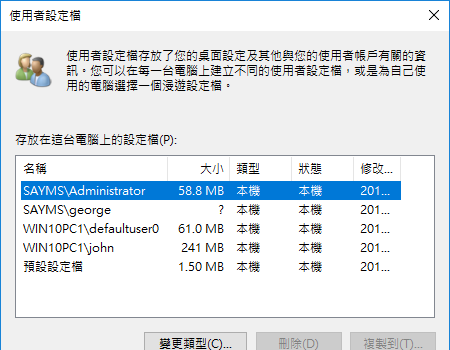 使用者設定檔
使用者設定檔存放了您的桌面設定及其他與您的使用者帳戶有關的資
訊。您可以在每一台電腦上建立不同的使用者設定檔，或是為自己使
用的電腦選擇一個漫遊設定檔。
存放在這台電腦上的設定檔(P):
名稱 大小 類型 狀態 修改...
SAYMS\Administrator 58.8 MB 本機 本機 201...
SAYMS\george ? 本機 本機 201...
WIN10PC1\defaultuser0 61.0 MB 本機 本機 201...
WIN10PC1\john 241 MB 本機 本機 201...
預設設定檔 1.50 MB 本機 本機 201...
變更類型(C)... 刪除(D) 複製到(T)...